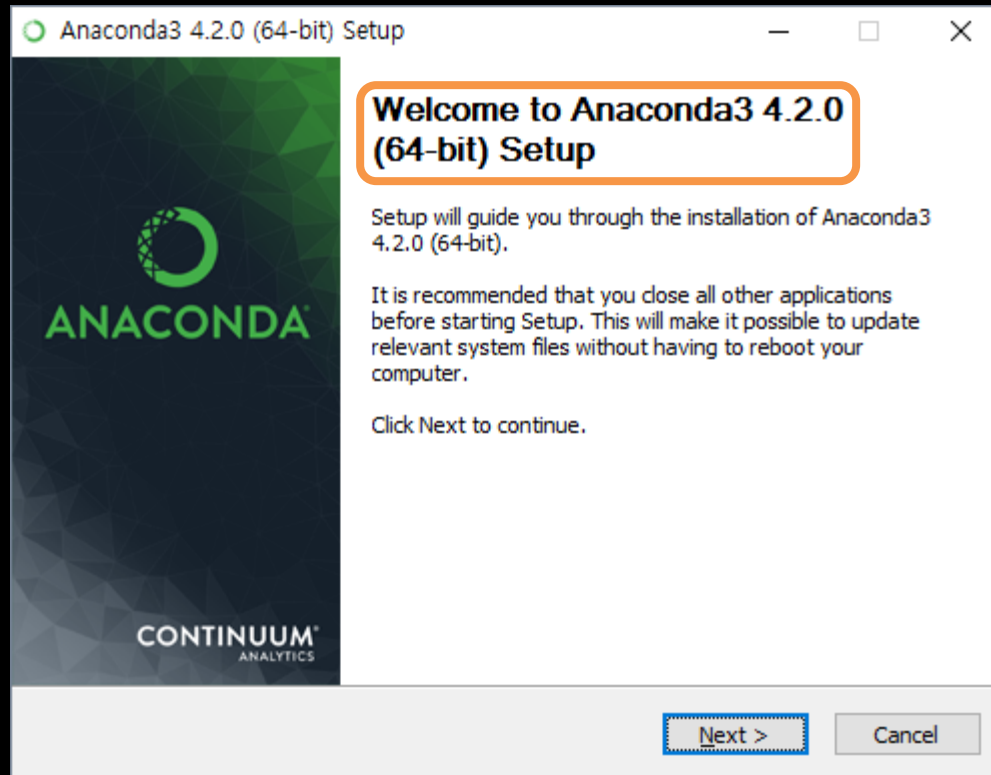 Anaconda3 4.2.0 (64-bit) Setup
Welcome to Anaconda3 4.2.0
(64-bit) Setup
Setup will guide you through the installation of Anaconda3
4.2.0 (64-bit).
It is recommended that you close all other applications
before starting Setup. This will make it possible to update
relevant system files without having to reboot your
computer.
Click Next to continue.
ANACONDA
CONTINUUM®
ANALYTICS
Next >
Cancel